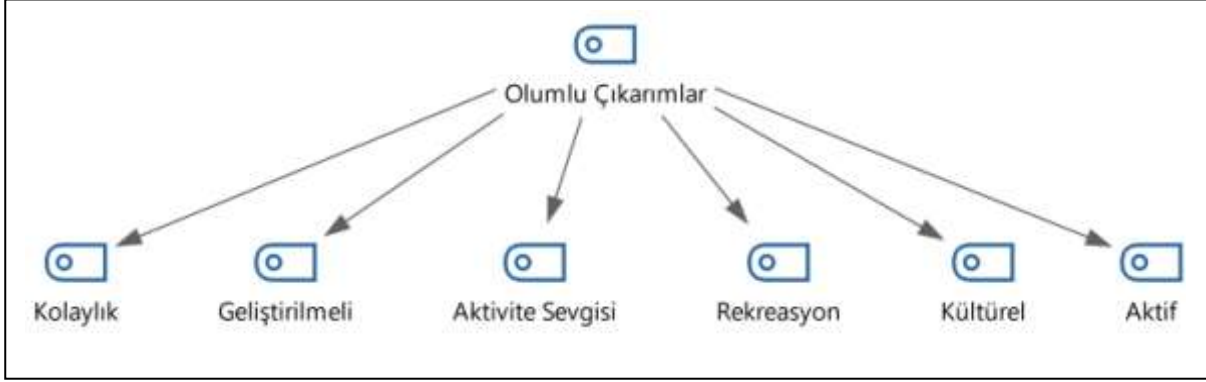 Olumlu Çıkarımlar
Kolaylık
Geliştirilmeli
Aktivite Sevgisi
Rekreasyon
Kültürel
Aktif